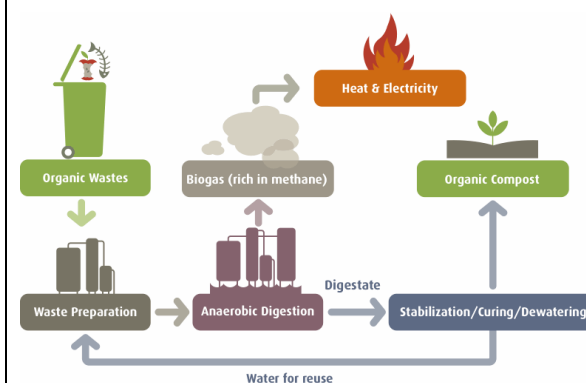 Heat & Electricity
Organic Wastes
Biogas (rich in methane)
Organic Compost
Waste Preparation
Anaerobic Digestion
Digestate
Stabilization/Curing/Dewatering
Water for reuse